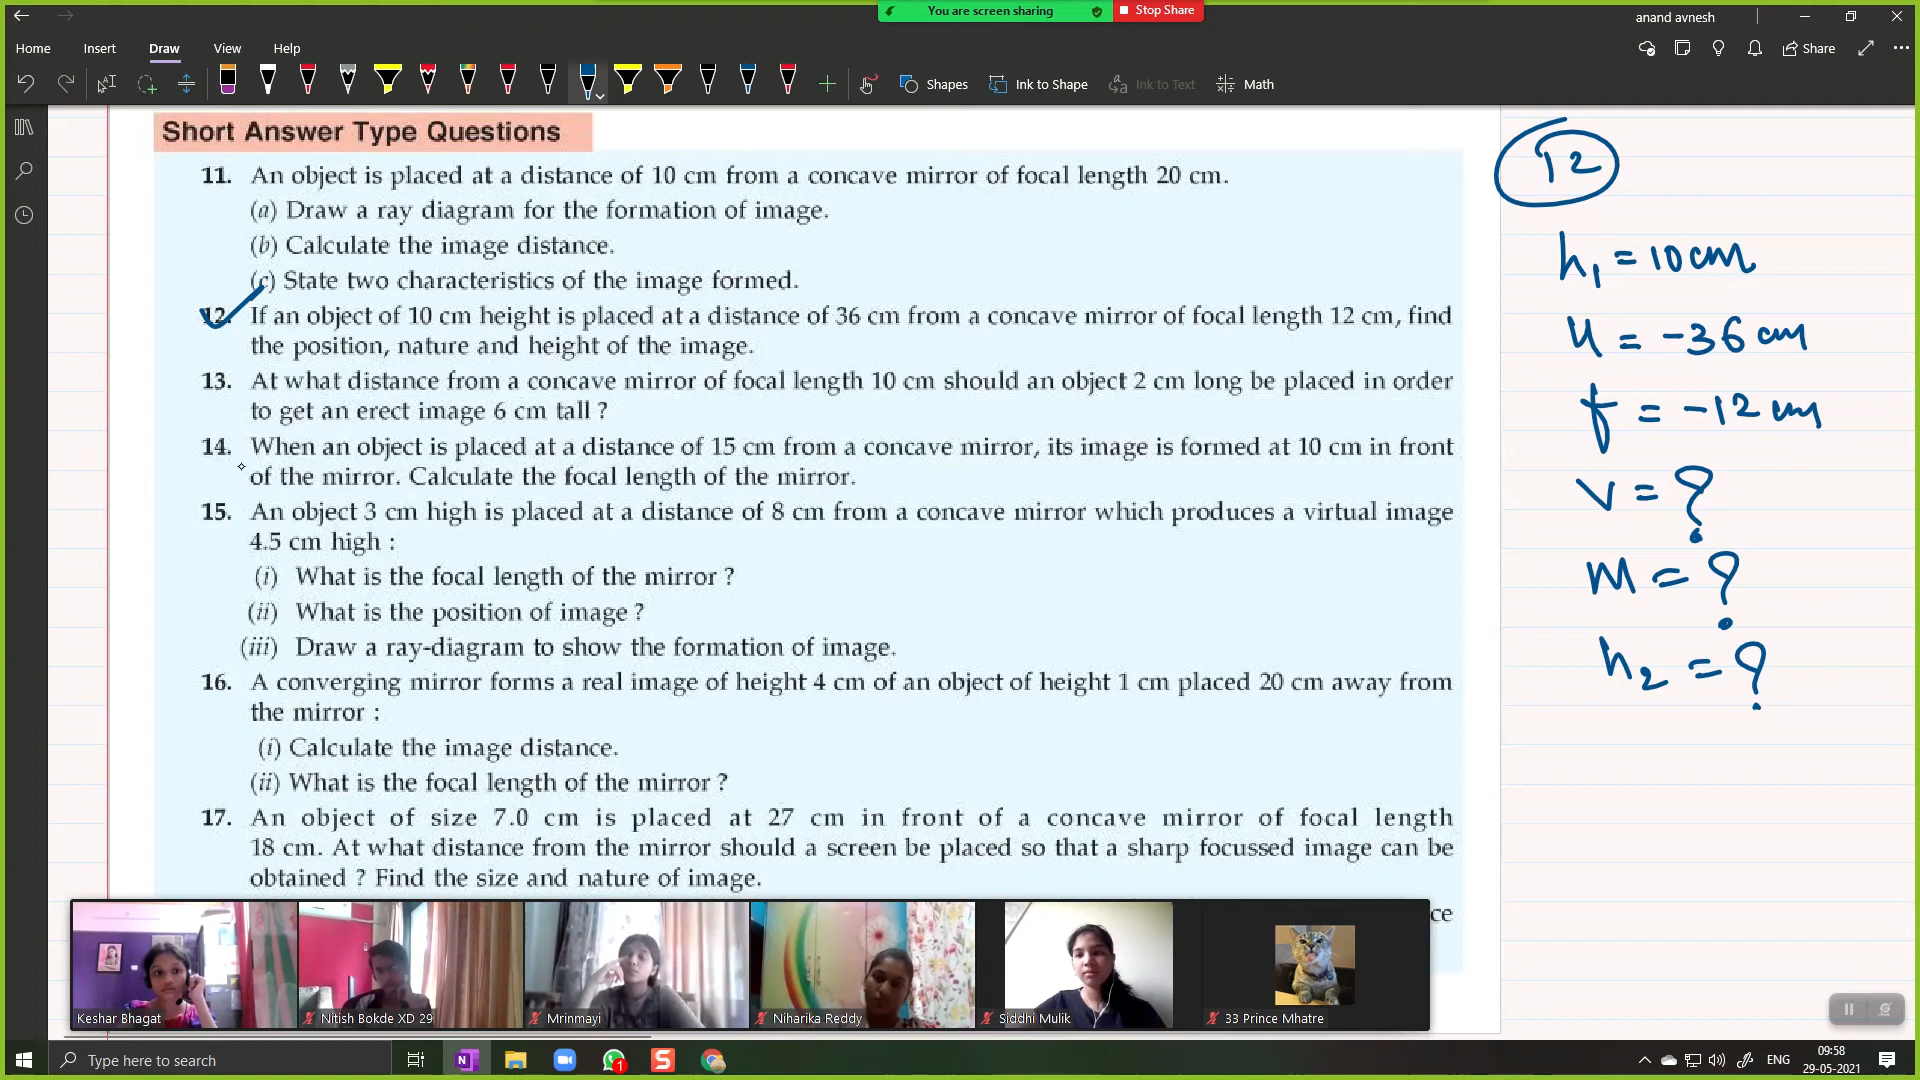 You are screen sharing
Stop Share
anand avnesh
Home
Insert
Draw
View
Help
Share
Shapes
Ink to Shape
Ink to Text
Math
Short Answer Type Questions
11. An object is placed at a distance of 10 cm from a concave mirror of focal length 20 cm.
(a) Draw a ray diagram for the formation of image.
(b) Calculate the image distance.
(c) State two characteristics of the image formed.
12. If an object of 10 cm height is placed at a distance of 36 cm from a concave mirror of focal length 12 cm, find
the position, nature and height of the image.
13. At what distance from a concave mirror of focal length 10 cm should an object 2 cm long be placed in order
to get an erect image 6 cm tall ?
14. When an object is placed at a distance of 15 cm from a concave mirror, its image is formed at 10 cm in front
of the mirror. Calculate the focal length of the mirror.
15. An object 3 cm high is placed at a distance of 8 cm from a concave mirror which produces a virtual image
4.5 cm high :
(i) What is the focal length of the mirror ?
(ii) What is the position of image ?
(iii) Draw a ray-diagram to show the formation of image.
16. A converging mirror forms a real image of height 4 cm of an object of height 1 cm placed 20 cm away from
the mirror :
(i) Calculate the image distance.
(ii) What is the focal length of the mirror ?
17. An object of size 7.0 cm is placed at 27 cm in front of a concave mirror of focal length
18 cm. At what distance from the mirror should a screen be placed so that a sharp focussed image can be
obtained ? Find the size and nature of image.
ce
12
h1 = 10cm
u = -36 cm
f = -12 cm
v = ?
m = ?
h2 = ?
Keshar Bhagat
Nitish Bokde XD 29
Mrinmayi
Niharika Reddy
Siddhi Mulik
33 Prince Mhatre
Type here to search
1
ENG
09:58
29-05-2021